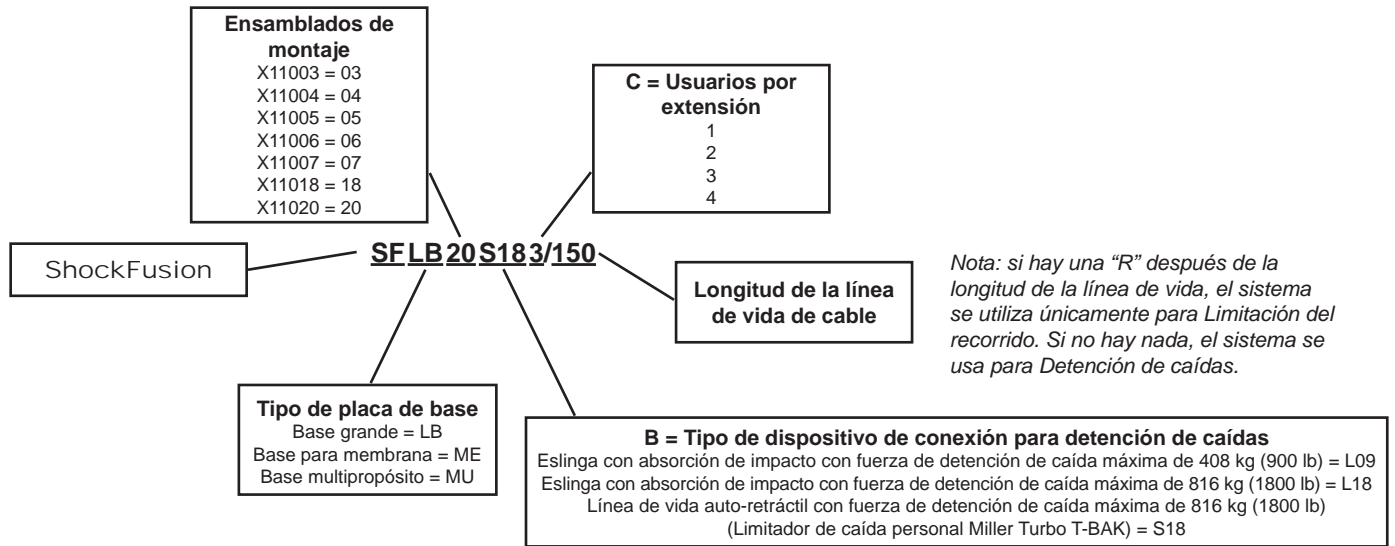 Ensamblados de
montaje
X11003 = 03
X11004 = 04
X11005 = 05
X11006 = 06
X11007 = 07
X11018 = 18
X11020 = 20
C = Usuarios por
extensión
1
2
3
4
ShockFusion
SFLB20S183/150
Longitud de la línea
de vida de cable
Nota: si hay una “R” después de la
longitud de la línea de vida, el sistema
se utiliza únicamente para Limitación del
recorrido. Si no hay nada, el sistema se
usa para Detención de caídas.
Tipo de placa de base
Base grande = LB
Base para membrana = ME
Base multipropósito = MU
B = Tipo de dispositivo de conexión para detención de caídas
Eslinga con absorción de impacto con fuerza de detención de caída máxima de 408 kg (900 lb) = L09
Eslinga con absorción de impacto con fuerza de detención de caída máxima de 816 kg (1800 lb) = L18
Línea de vida auto-retráctil con fuerza de detención de caída máxima de 816 kg (1800 lb)
(Limitador de caída personal Miller Turbo T-BAK) = S18